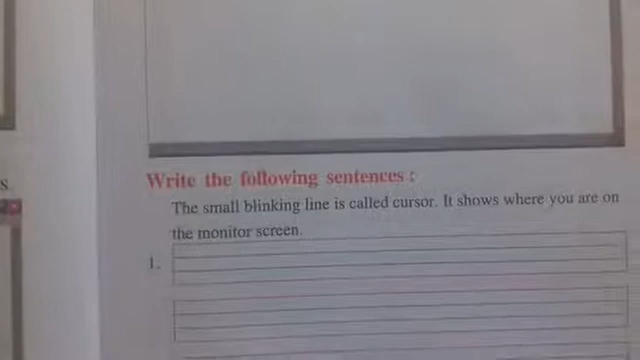 s
Write the following sentences :
The small blinking line is called cursor. It shows where you are on
the monitor screen.
1.